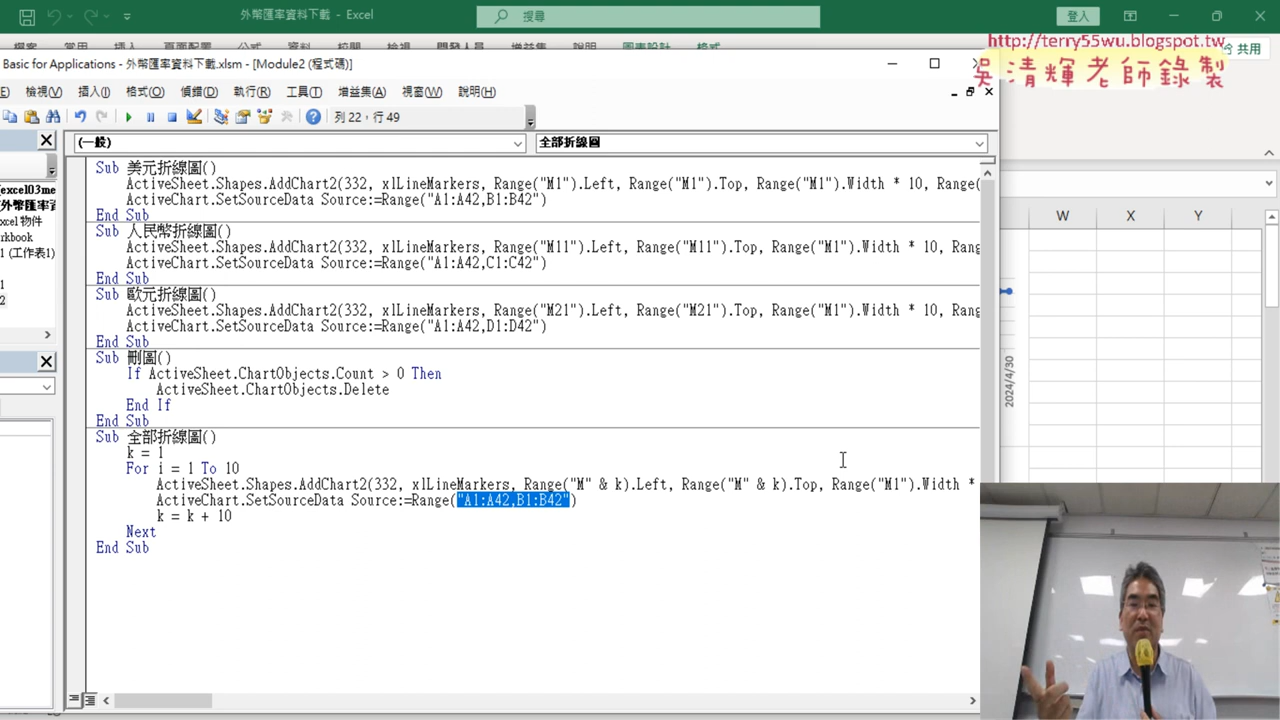 外幣匯率資料下載 - Excel
搜尋
登入
http://terry55wu.blogspot.tw
共用
吳清輝老師錄製
Basic for Applications - 外幣匯率資料下載.xlsm - [Module2 (程式碼)]
(E) 檢視(V) 插入(I) 格式(O) 偵錯(D) 執行(R) 工具(T) 增益集(A) 視窗(W) 說明(H)
列 22，行 49
(一般)
全部折線圖
Sub 美元折線圖()
ActiveSheet.Shapes.AddChart2(332, xlLineMarkers, Range("M1").Left, Range("M1").Top, Range("M1").Width * 10, Range(
ActiveChart.SetSourceData Source:=Range("A1:A42,B1:B42")
End Sub
Sub 人民幣折線圖()
ActiveSheet.Shapes.AddChart2(332, xlLineMarkers, Range("M11").Left, Range("M11").Top, Range("M1").Width * 10, Rang
ActiveChart.SetSourceData Source:=Range("A1:A42,C1:C42")
End Sub
Sub 歐元折線圖()
ActiveSheet.Shapes.AddChart2(332, xlLineMarkers, Range("M21").Left, Range("M21").Top, Range("M1").Width * 10, Rang
ActiveChart.SetSourceData Source:=Range("A1:A42,D1:D42")
End Sub
Sub 刪圖()
If ActiveSheet.ChartObjects.Count > 0 Then
ActiveSheet.ChartObjects.Delete
End If
End Sub
Sub 全部折線圖()
k = 1
For i = 1 To 10
ActiveSheet.Shapes.AddChart2(332, xlLineMarkers, Range("M" & k).Left, Range("M" & k).Top, Range("M1").Width *
ActiveChart.SetSourceData Source:=Range("A1:A42,B1:B42")
k = k + 10
Next
End Sub
W X Y
2024/4/30